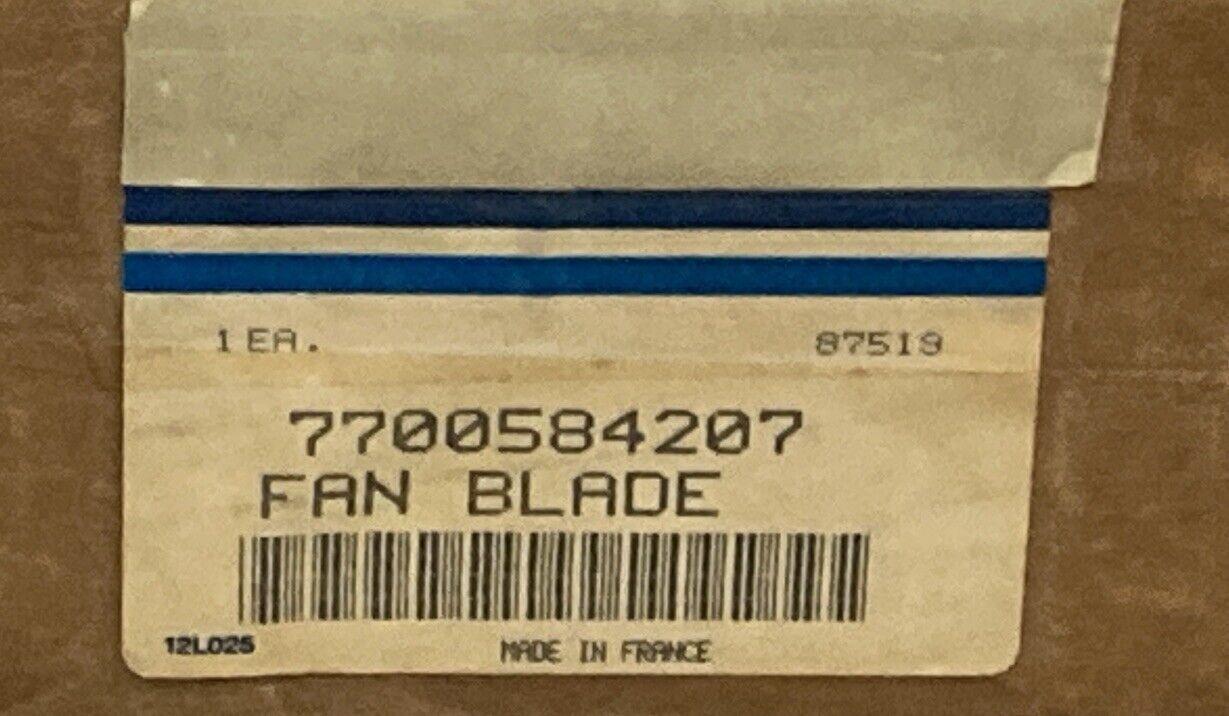 1 EA. 87519
7700584207
FAN BLADE
12L025
MADE IN FRANCE